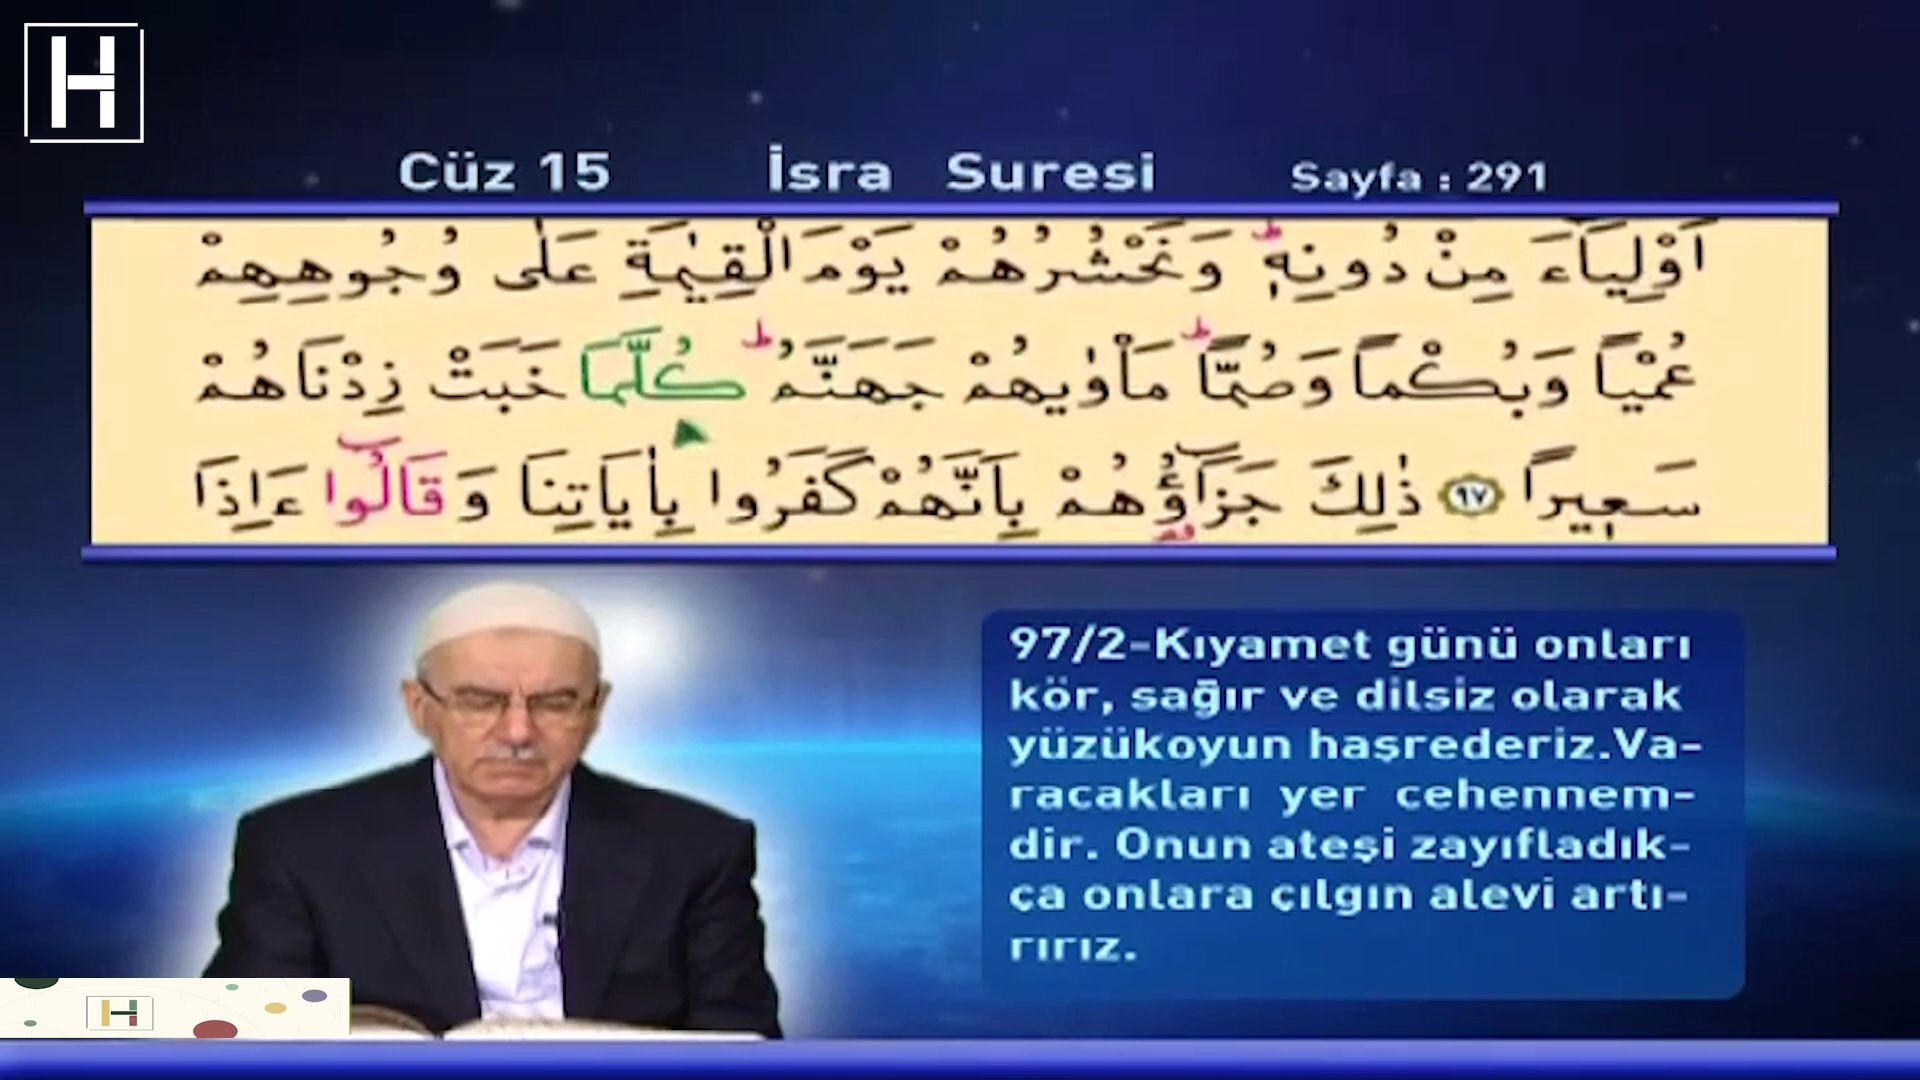 H
Cüz 15 İsra Suresi Sayfa : 291
اَوْلِيَٓاءَ مِنْ دُونِهٖؕ وَنَحْشُرُهُمْ يَوْمَ الْقِيٰمَةِ عَلٰى وُجُوهِهِمْ
عُمْيًا وَبُكْمًا وَصُمًّاؕ مَاْوٰيهُمْ جَهَنَّمُؕ كُلَّمَا خَبَتْ زِدْنَاهُمْ
سَعٖيرًا ٩٧ ذٰلِكَ جَزَٓاؤُ۬هُمْ بِاَنَّهُمْ كَفَرُوا بِاٰيَاتِنَا وَقَالُٓوا ءَاِذَا
97/2-Kıyamet günü onları
kör, sağır ve dilsiz olarak
yüzükoyun haşrederiz.Va-
racakları yer cehennem-
dir. Onun ateşi zayıfladık-
ça onlara çılgın alevi artı-
rırız.
H